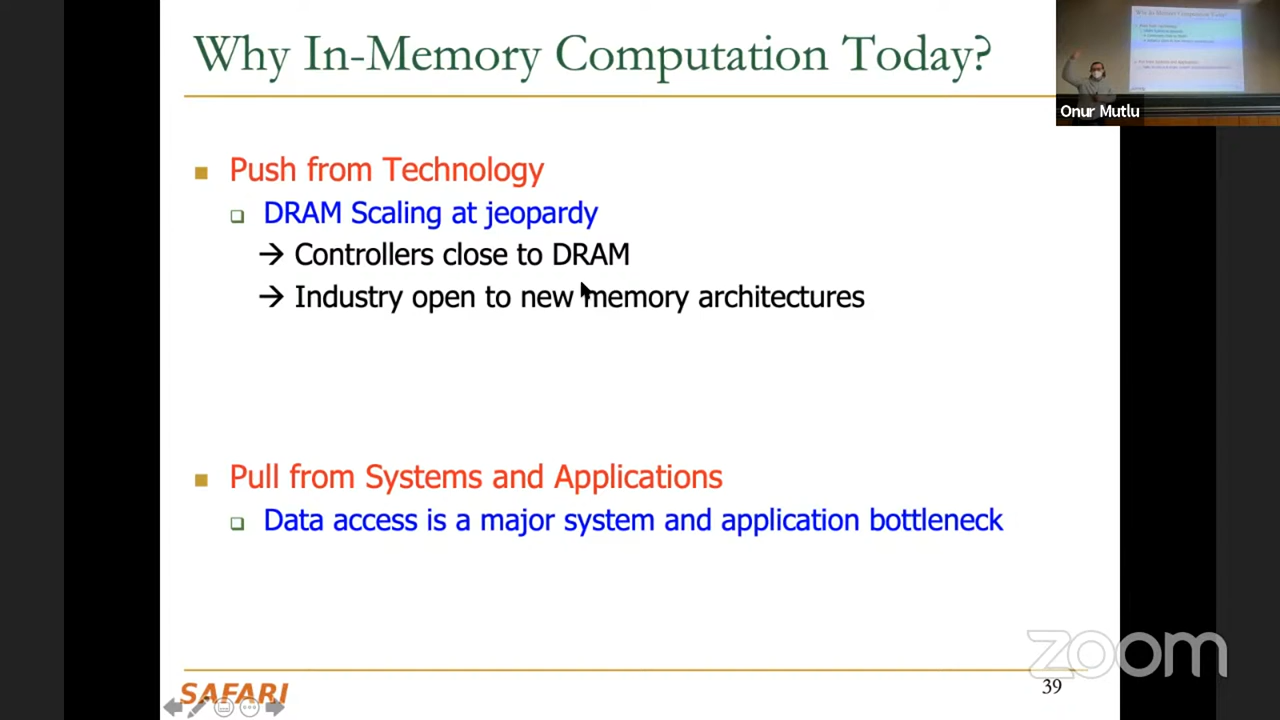 Why In-Memory Computation Today?
Onur Mutlu
Push from Technology
DRAM Scaling at jeopardy
→ Controllers close to DRAM
→ Industry open to new memory architectures
Pull from Systems and Applications
Data access is a major system and application bottleneck
zoom
SAFARI
39